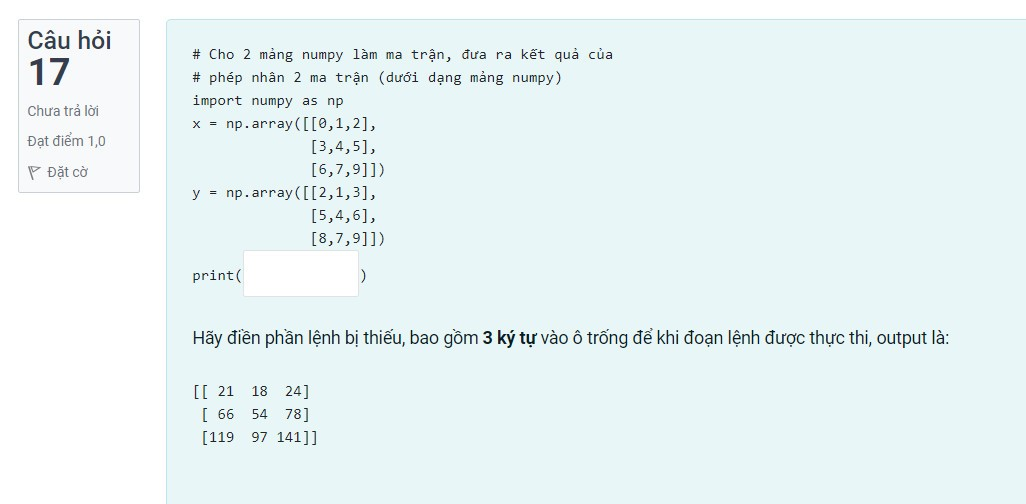 Câu hỏi
17
Chưa trả lời
Đạt điểm 1,0
Đặt cờ
# Cho 2 mảng numpy làm ma trận, đưa ra kết quả của
# phép nhân 2 ma trận (dưới dạng mảng numpy)
import numpy as np
x = np.array([[0,1,2],
              [3,4,5],
              [6,7,9]])
y = np.array([[2,1,3],
              [5,4,6],
              [8,7,9]])
print( )
Hãy điền phần lệnh bị thiếu, bao gồm 3 ký tự vào ô trống để khi đoạn lệnh được thực thi, output là:
[[ 21  18  24]
 [ 66  54  78]
 [119  97 141]]